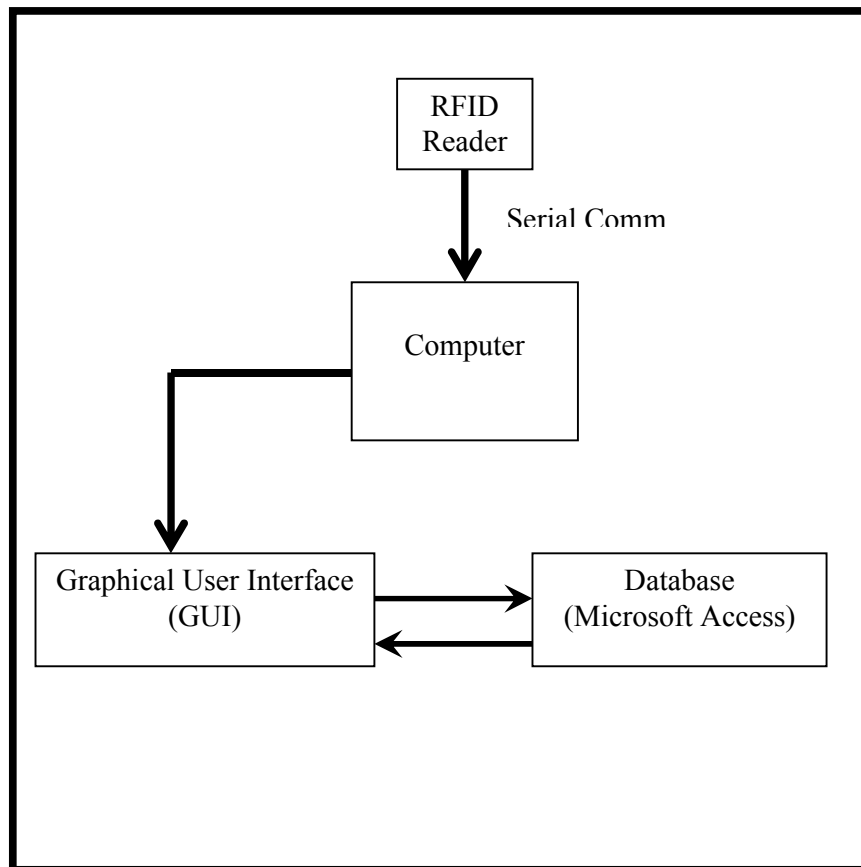 RFID
Reader
Serial Comm
Computer
Graphical User Interface
(GUI)
Database
(Microsoft Access)